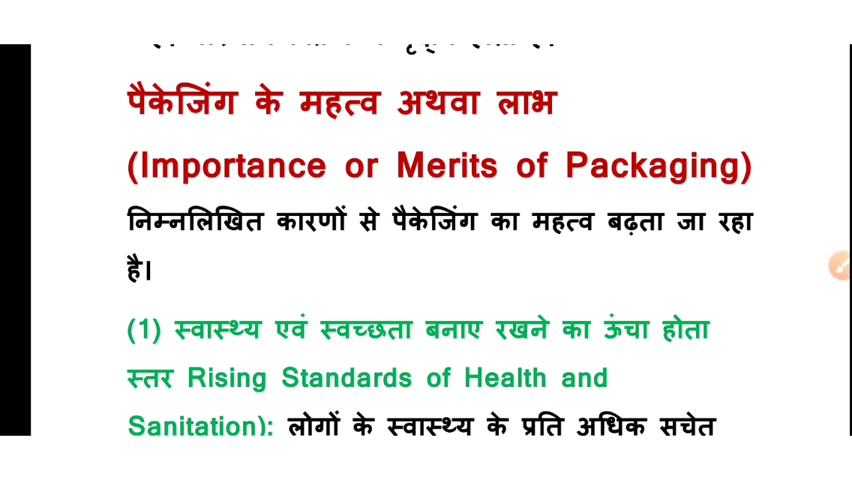 पैकेजिंग के महत्व अथवा लाभ
(Importance or Merits of Packaging)
निम्नलिखित कारणों से पैकेजिंग का महत्व बढ़ता जा रहा
है।
(1) स्वास्थ्य एवं स्वच्छता बनाए रखने का ऊंचा होता
स्तर Rising Standards of Health and
Sanitation): लोगों के स्वास्थ्य के प्रति अधिक सचेत